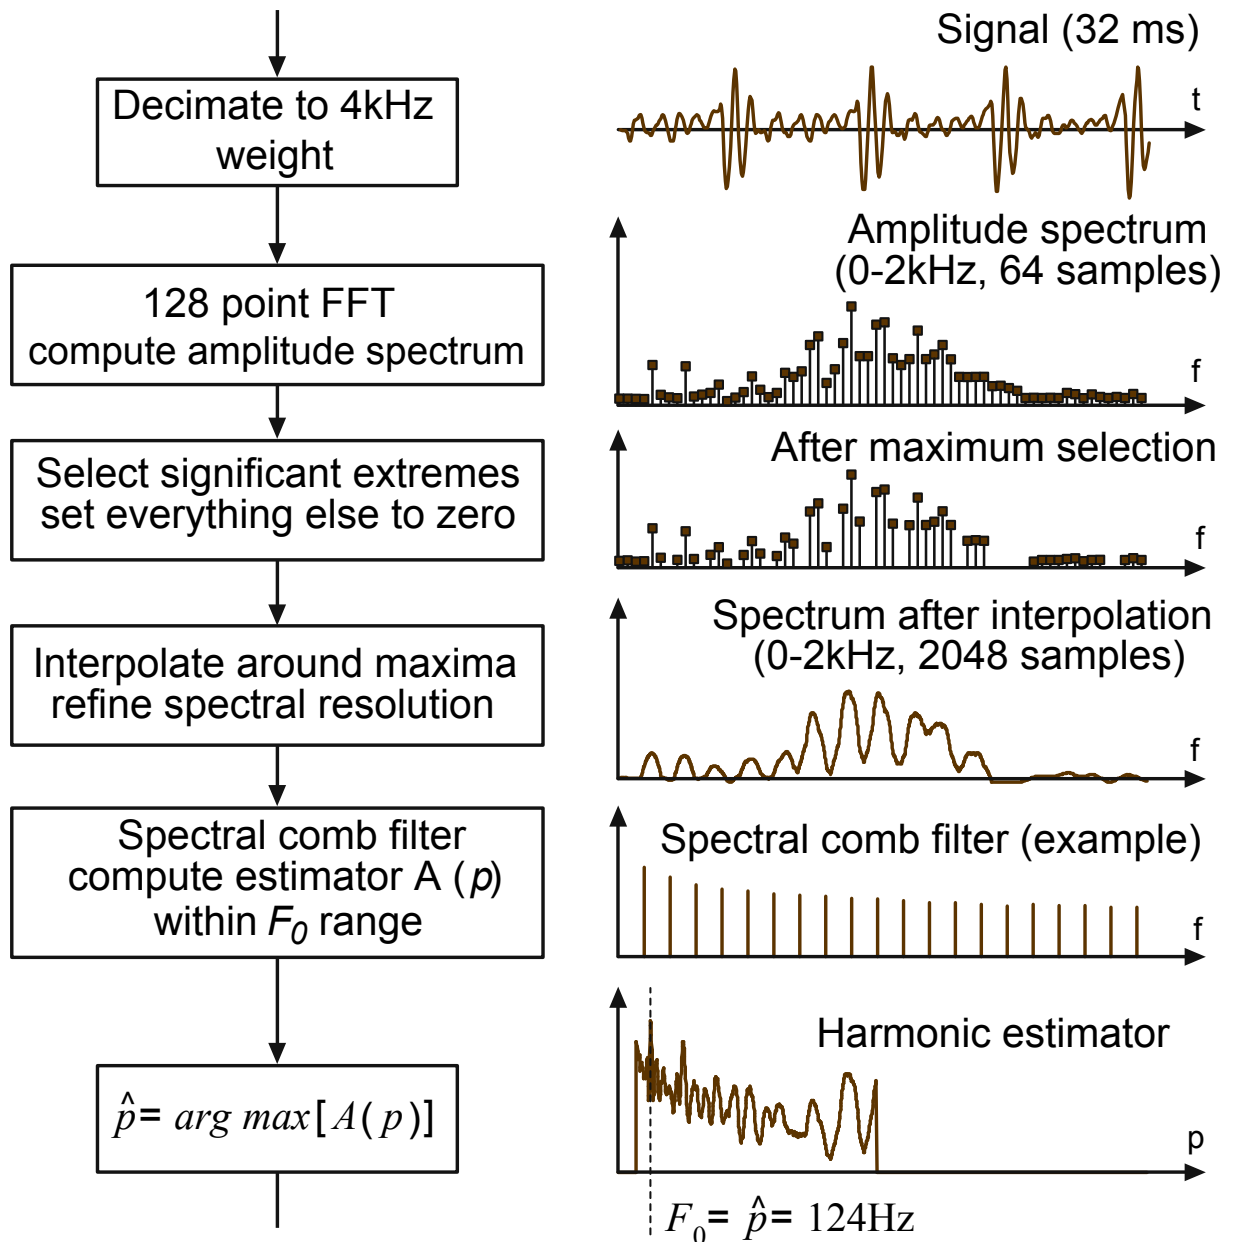 Decimate to 4kHz
weight
128 point FFT
compute amplitude spectrum
Select significant extremes
set everything else to zero
Interpolate around maxima
refine spectral resolution
Spectral comb filter
compute estimator A (p)
within F₀ range
p̂ = arg max[A(p)]
Signal (32 ms)
t
Amplitude spectrum
(0-2kHz, 64 samples)
f
After maximum selection
f
Spectrum after interpolation
(0-2kHz, 2048 samples)
f
Spectral comb filter (example)
f
Harmonic estimator
p
F₀ = p̂ = 124Hz